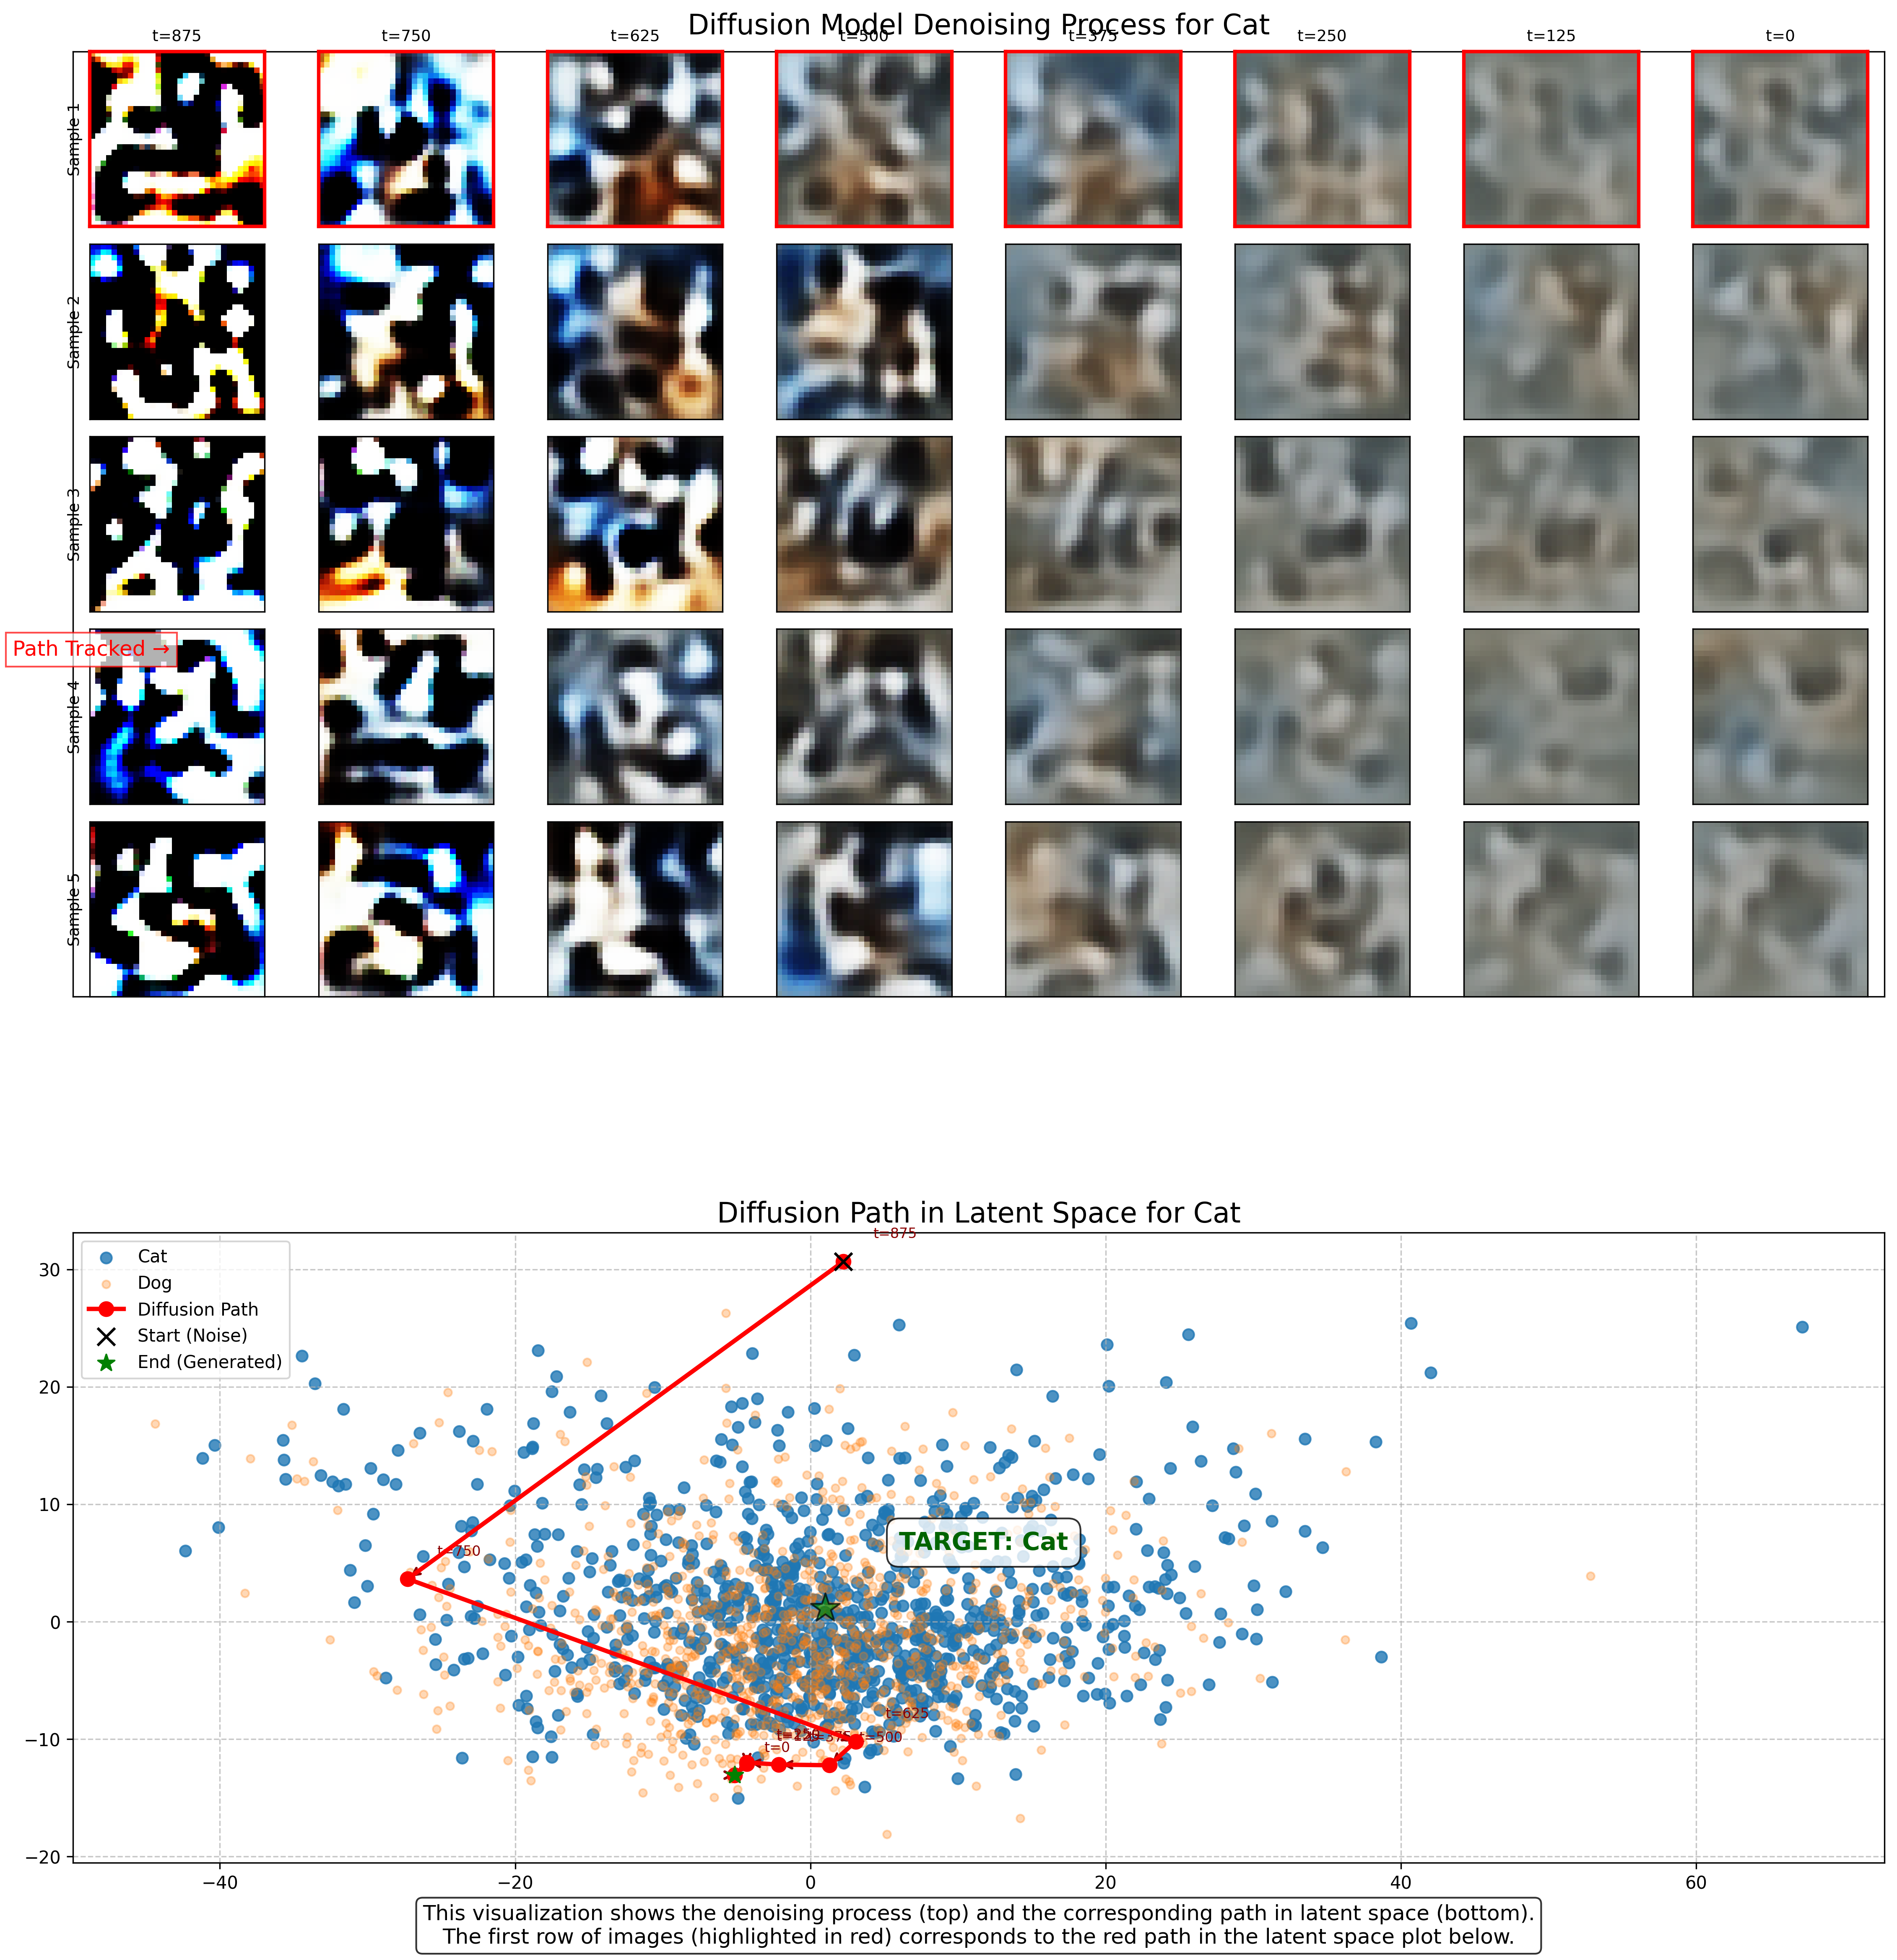 Diffusion Model Denoising Process for Cat
t=875 t=750 t=625 t=500 t=375 t=250 t=125 t=0
Sample 1
Sample 2
Sample 3
Path Tracked →
Sample 4
Sample 5
Diffusion Path in Latent Space for Cat
t=875
Cat
Dog
Diffusion Path
Start (Noise)
End (Generated)
TARGET: Cat
t=750
t=625
t=500
t=375
t=250
t=0
30
20
10
0
−10
−20
−40 −20 0 20 40 60
This visualization shows the denoising process (top) and the corresponding path in latent space (bottom).
The first row of images (highlighted in red) corresponds to the red path in the latent space plot below.